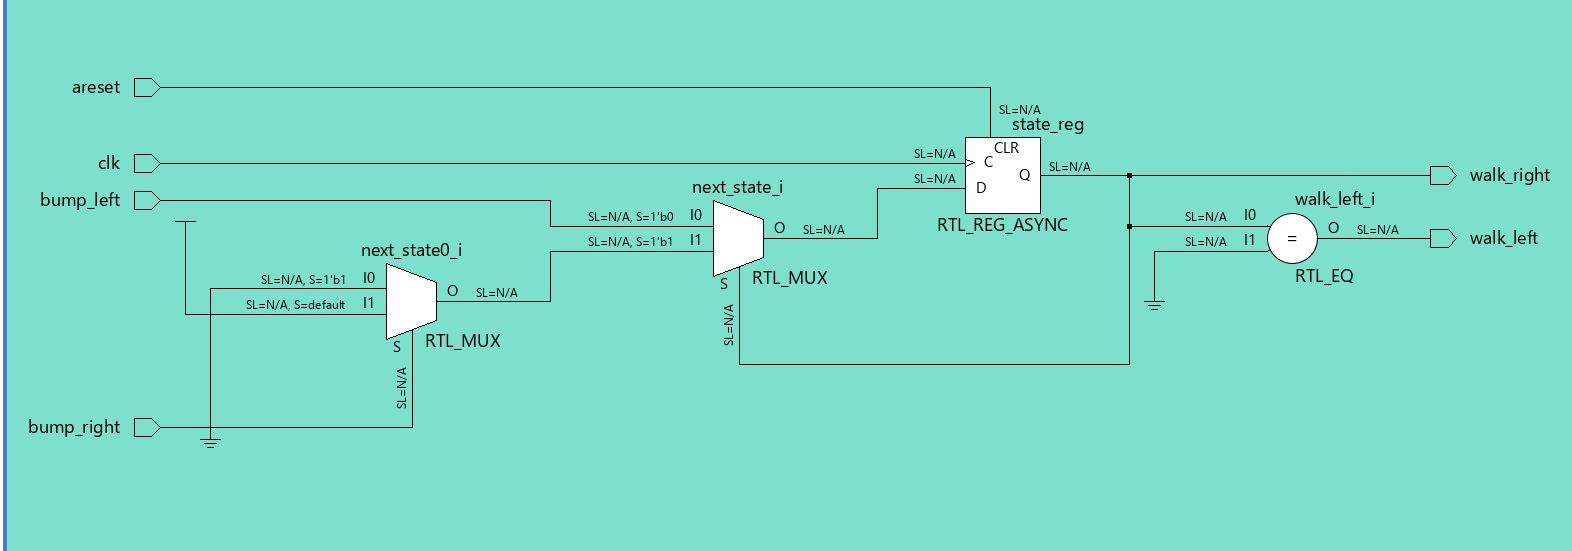 areset
SL=N/A
state_reg
CLR
clk
SL=N/A
C
SL=N/A
Q
SL=N/A
walk_right
D
bump_left
next_state_i
walk_left_i
SL=N/A, S=1'b0
I0
RTL_REG_ASYNC
SL=N/A
I0
SL=N/A, S=1'b1
I1
O
SL=N/A
SL=N/A
I1
=
O
SL=N/A
walk_left
next_state0_i
SL=N/A, S=1'b1
I0
S
RTL_MUX
RTL_EQ
SL=N/A, S=default
I1
O
SL=N/A
SL=N/A
S
RTL_MUX
SL=N/A
bump_right